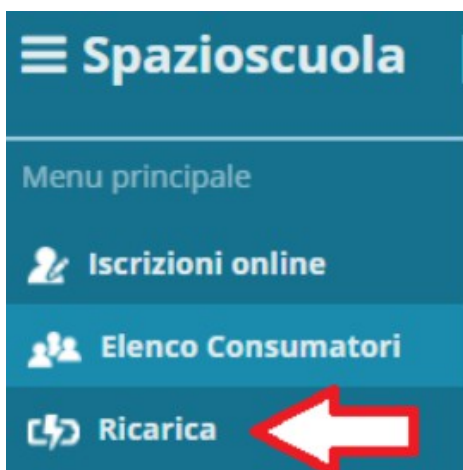 Spazioscuola
Menu principale
Iscrizioni online
Elenco Consumatori
Ricarica